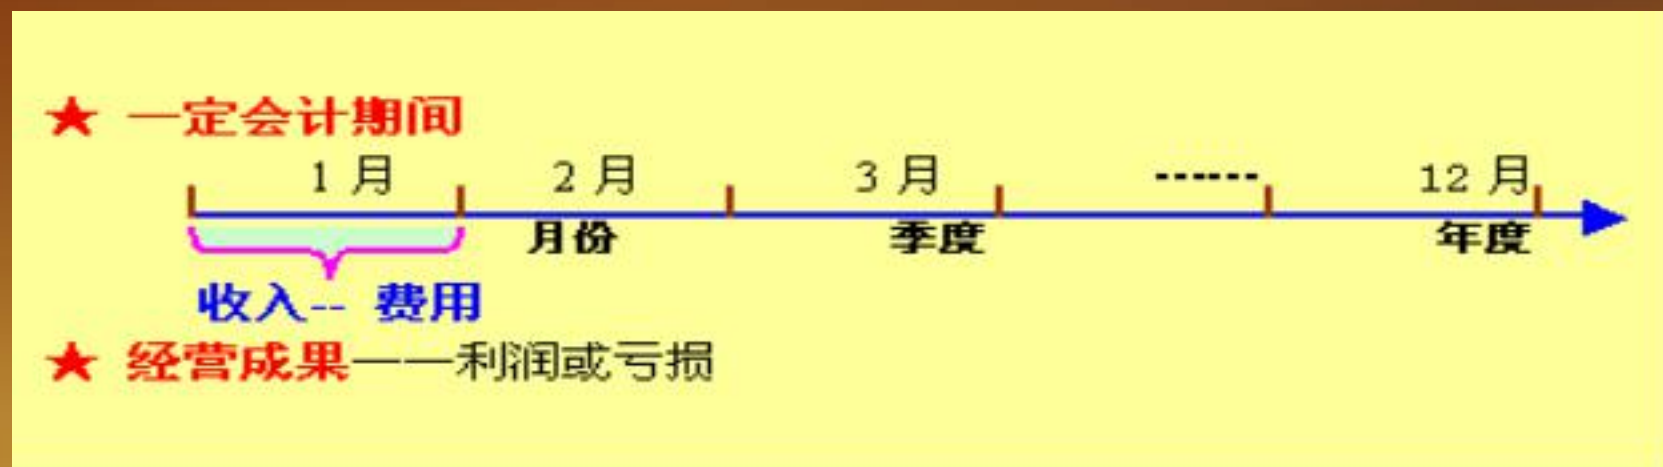 ★ 一定会计期间
1 月 2 月 3 月 ------ 12 月
月份 季度 年度
收入-- 费用
★ 经营成果——利润或亏损